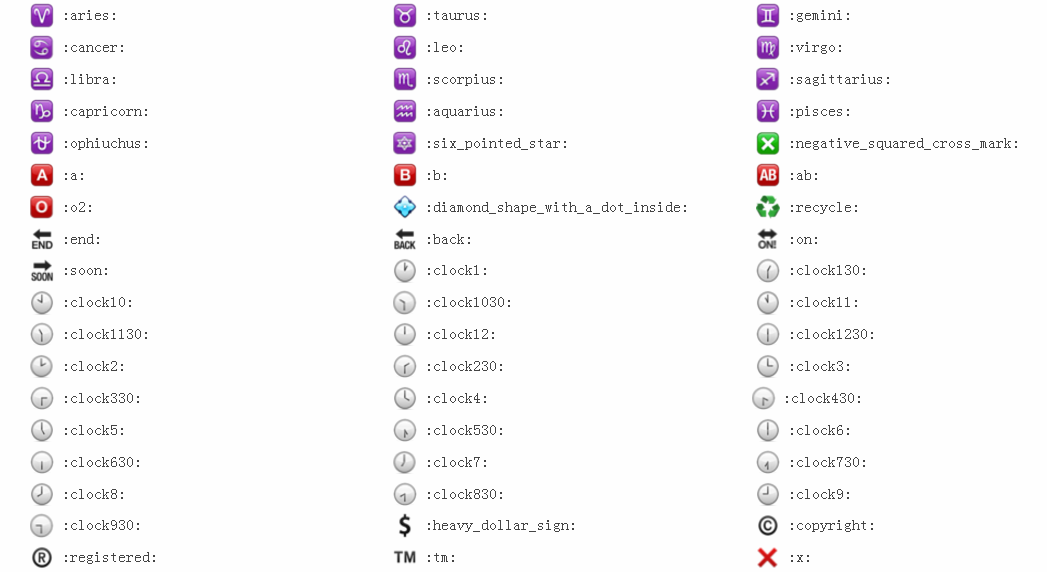 :aries: :taurus: :gemini:
:cancer: :leo: :virgo:
:libra: :scorpius: :sagittarius:
:capricorn: :aquarius: :pisces:
:ophiuchus: :six_pointed_star: :negative_squared_cross_mark:
A :a: B :b: AB :ab:
O :o2: :diamond_shape_with_a_dot_inside: :recycle:
END :end: BACK :back: ON! :on:
SOON :soon: :clock1: :clock130:
:clock10: :clock1030: :clock11:
:clock1130: :clock12: :clock1230:
:clock2: :clock230: :clock3:
:clock330: :clock4: :clock430:
:clock5: :clock530: :clock6:
:clock630: :clock7: :clock730:
:clock8: :clock830: :clock9:
:clock930: $ :heavy_dollar_sign: © :copyright:
® :registered: TM :tm: :x: